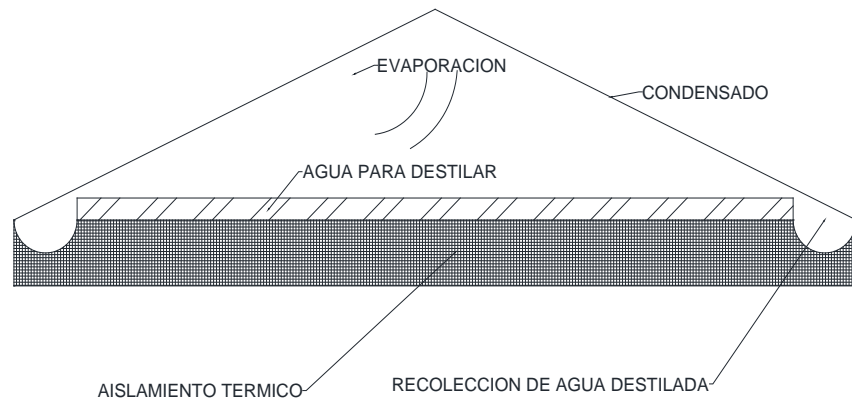 EVAPORACION
CONDENSADO
AGUA PARA DESTILAR
AISLAMIENTO TERMICO
RECOLECCION DE AGUA DESTILADA